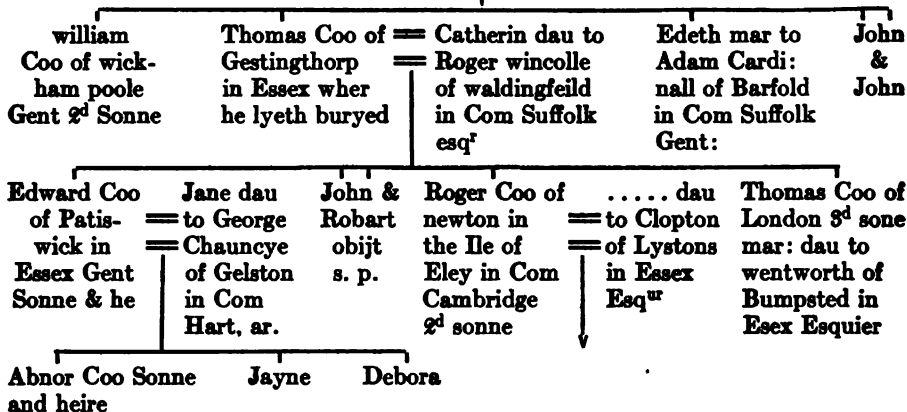 william
Coo of wick-
ham poole
Gent 2ᵈ Sonne
Thomas Coo of
Gestingthorp
in Essex wher
he lyeth buryed
Catherin dau to
Roger wincolle
of waldingfeild
in Com Suffolk
esqʳ
Edeth mar to
Adam Cardi:
nall of Barfold
in Com Suffolk
Gent:
John
&
John
Edward Coo
of Patis-
wick in
Essex Gent
Sonne & he
Jane dau
to George
Chauncye
of Gelston
in Com
Hart, ar.
John &
Robart
obijt
s. p.
Roger Coo of
newton in
the Ile of
Eley in Com
Cambridge
2ᵈ sonne
..... dau
to Clopton
of Lystons
in Essex
Esqᵘʳ
Thomas Coo of
London 3ᵈ sone
mar: dau to
wentworth of
Bumpsted in
Esex Esquier
Abnor Coo Sonne
and heire
Jayne
Debora